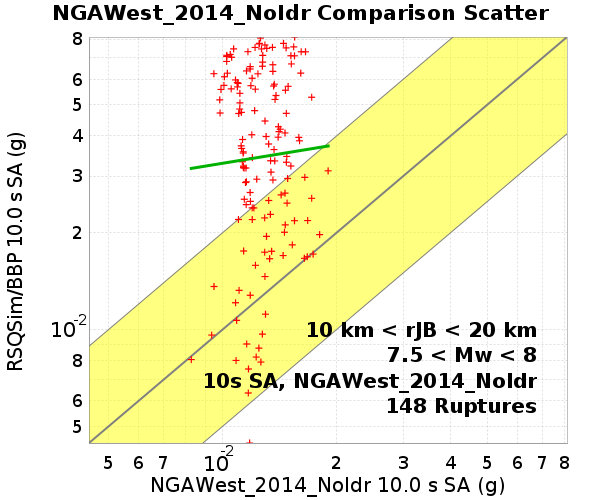 NGAWest_2014_NoIdr Comparison Scatter
RSQSim/BBP 10.0 s SA (g)
8
6
5
4
3
2
10-2
8
6
5
10 km < rJB < 20 km
7.5 < Mw < 8
10s SA, NGAWest_2014_NoIdr
148 Ruptures
5 6 7 10-2 2 3 4 5 6 7 8
NGAWest_2014_NoIdr 10.0 s SA (g)